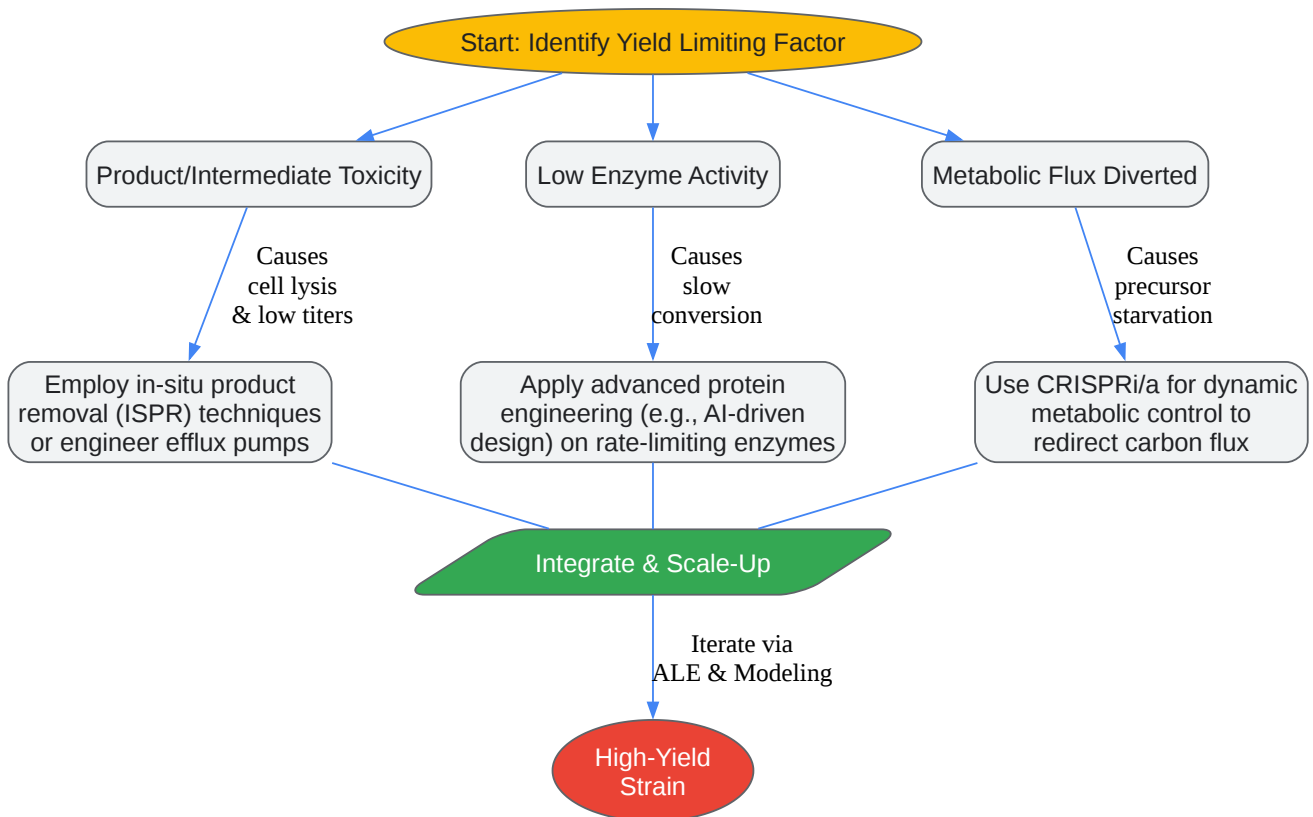 Start: Identify Yield Limiting Factor
Product/Intermediate Toxicity
Low Enzyme Activity
Metabolic Flux Diverted
Causes
cell lysis
& low titers
Causes
slow
conversion
Causes
precursor
starvation
Employ in-situ product
removal (ISPR) techniques
or engineer efflux pumps
Apply advanced protein
engineering (e.g., AI-driven
design) on rate-limiting enzymes
Use CRISPRi/a for dynamic
metabolic control to
redirect carbon flux
Integrate & Scale-Up
Iterate via
ALE & Modeling
High-Yield
Strain